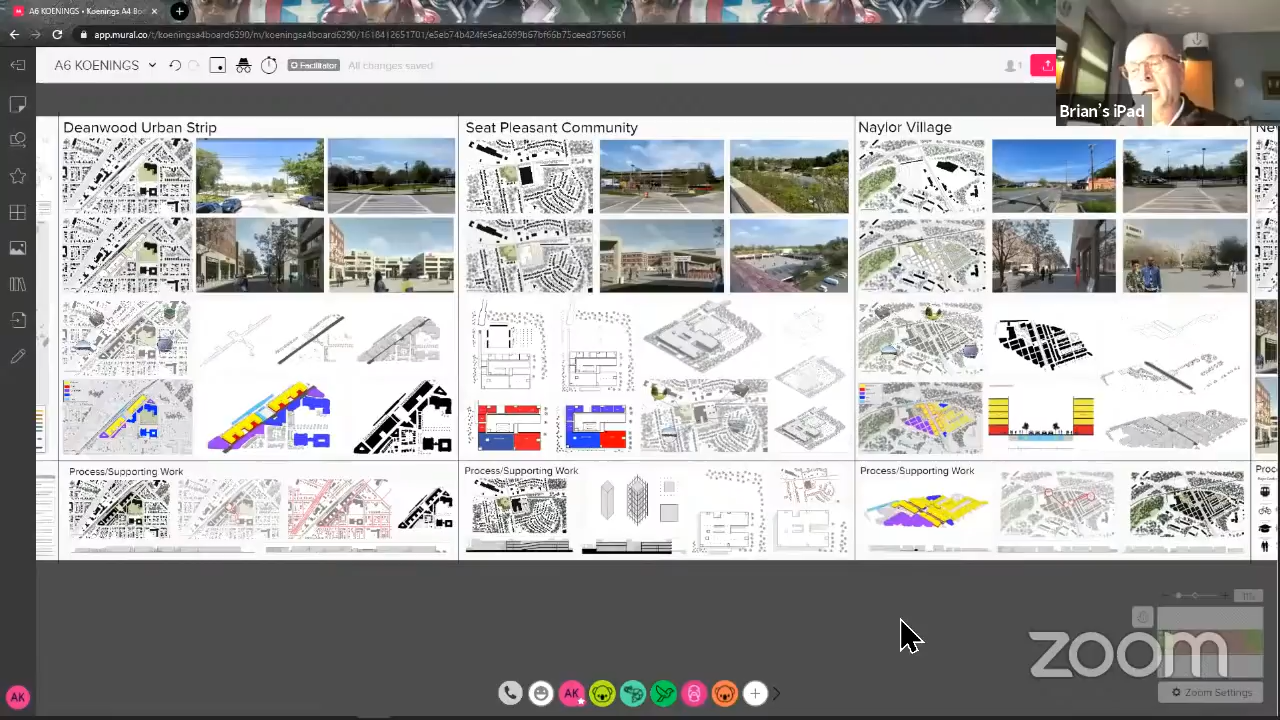 A6 KOENINGS • Koenings A4 Bo
app.mural.co/t/koeningsa4board6390/m/koeningsa4board6390/1618412651701/e5eb74b424fe5ea2699b67bf66b75ceed3756561
A6 KOENINGS
Facilitator
All changes saved!
1
Brian's iPad
Deanwood Urban Strip
Seat Pleasant Community
Naylor Village
Process/Supporting Work
Process/Supporting Work
Process/Supporting Work
AK
AK
zoom
Zoom Settings